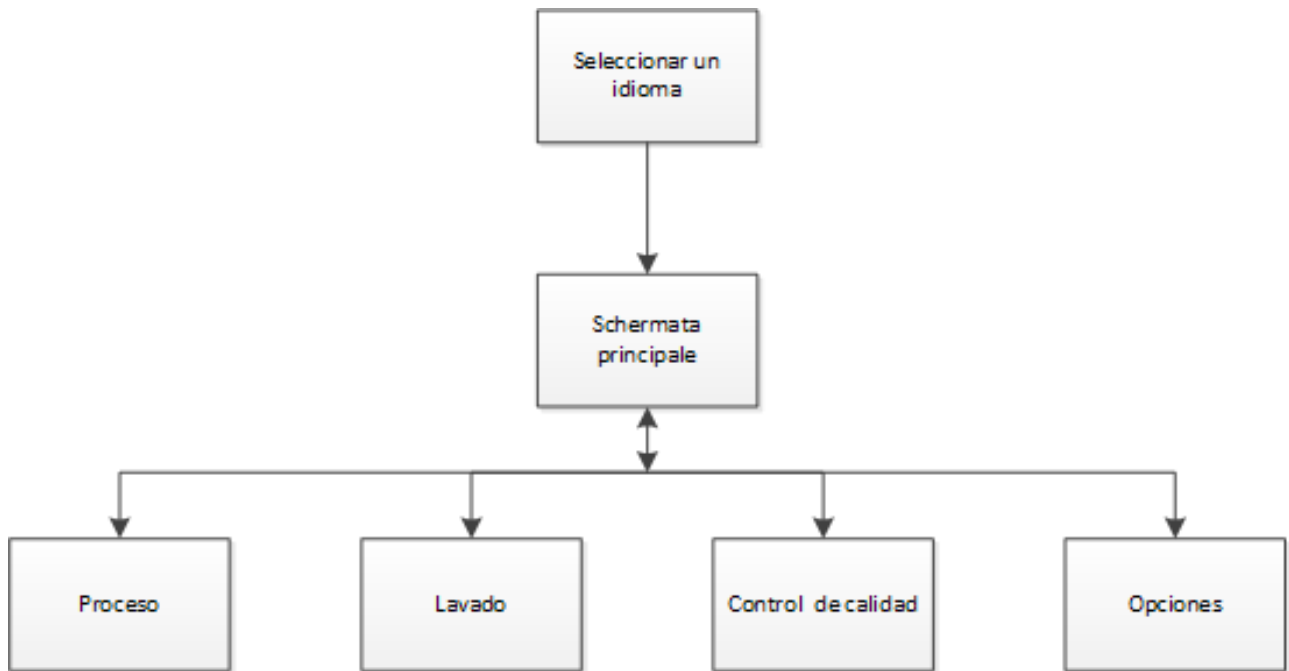 Seleccionar un
idioma
Schermata
principale
Proceso
Lavado
Control de calidad
Opciones